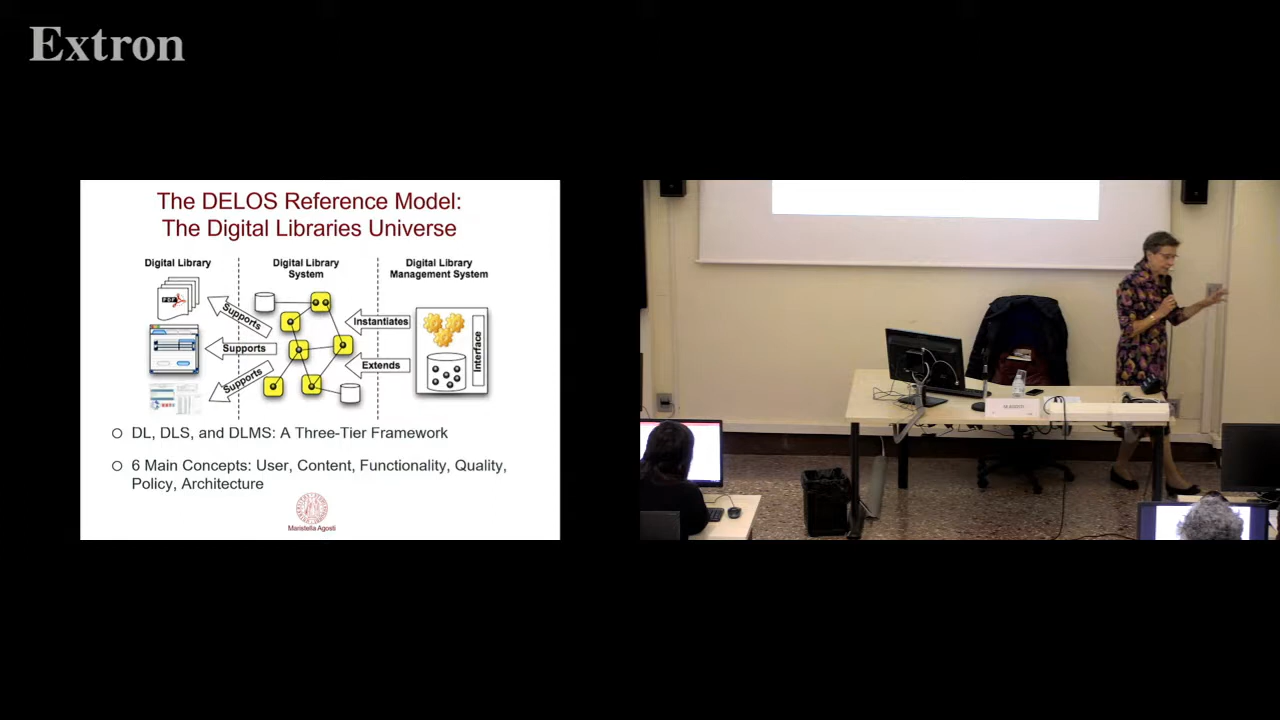 Extron
The DELOS Reference Model:
The Digital Libraries Universe
Digital Library
Digital Library
System
Digital Library
Management System
PDF
Supports
Supports
Supports
Instantiates
Extends
Interface
DL, DLS, and DLMS: A Three-Tier Framework
6 Main Concepts: User, Content, Functionality, Quality,
Policy, Architecture
Maristella Agosti